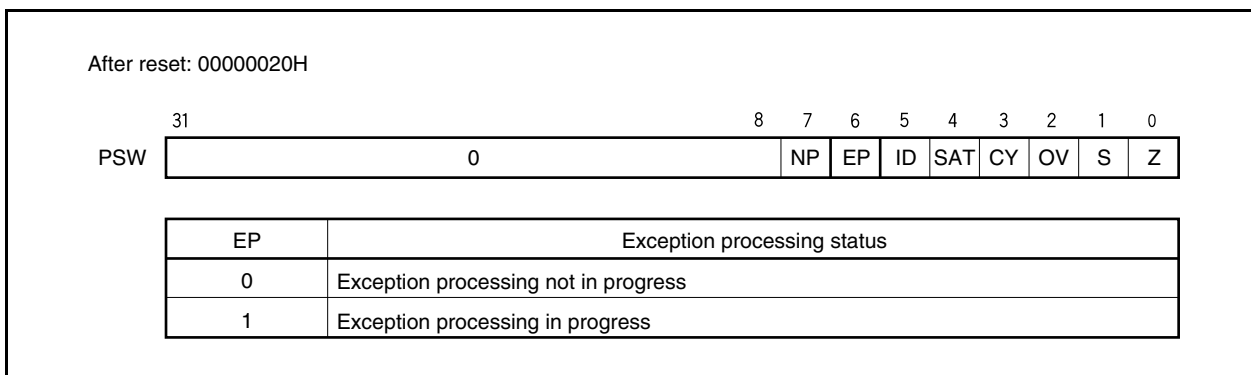 After reset: 00000020H
31 8 7 6 5 4 3 2 1 0
PSW 0 NP EP ID SAT CY OV S Z
EP Exception processing status
0 Exception processing not in progress
1 Exception processing in progress